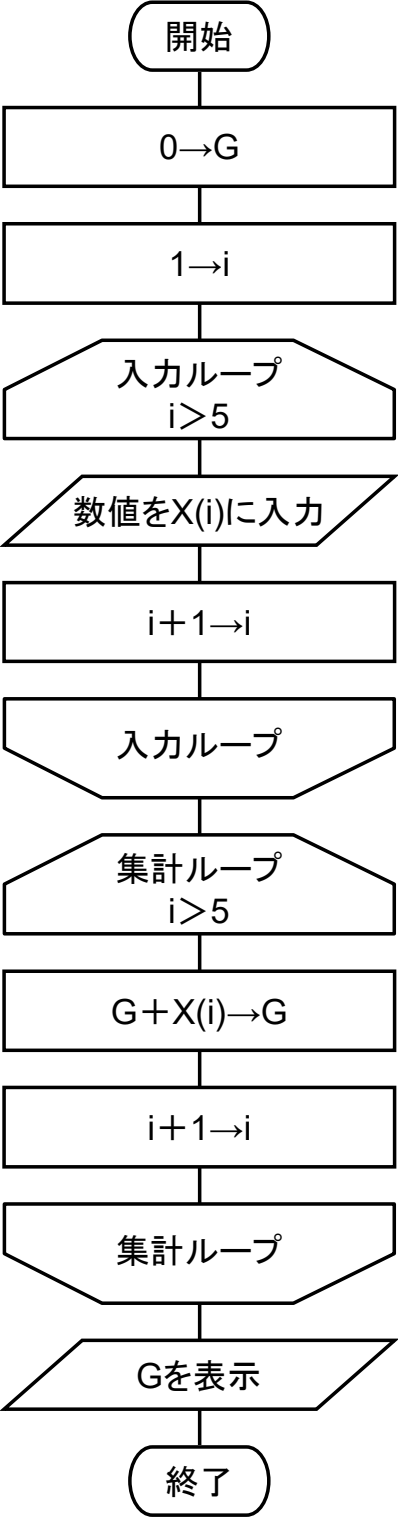 開始
0→G
1→i
入力ループ
i＞5
数値をX(i)に入力
i＋1→i
入力ループ
集計ループ
i＞5
G＋X(i)→G
i＋1→i
集計ループ
Gを表示
終了